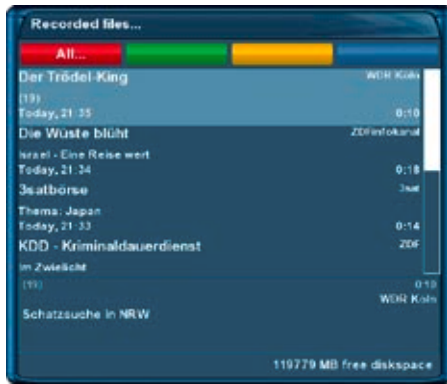 Recorded files...
All...
Der Trödel-King WDR Köln
(19)
Today, 21:35 0:10
Die Wüste blüht ZDFinfokanal
Israel - Eine Reise wert
Today, 21:34 0:18
3satbörse 3sat
Thema: Japan
Today, 21:33 0:14
KDD - Kriminaldauerdienst ZDF
Im Zwielicht
(19) 0:10
WDR Köln
Schatzsuche in NRW
119779 MB free diskspace